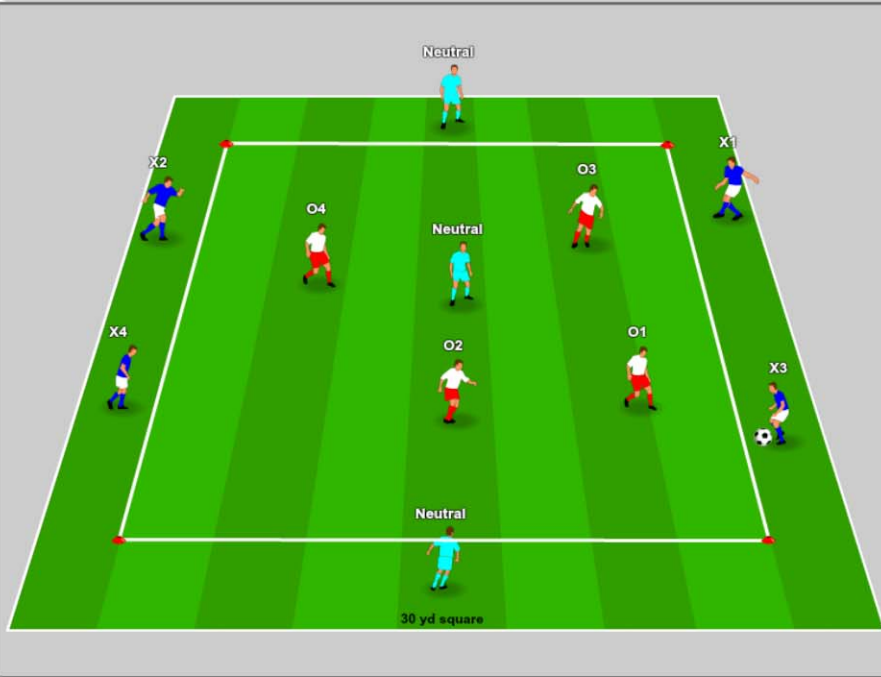 Neutral
X1
X2
O3
O4
Neutral
X4
O1
O2
X3
Neutral
30 yd square